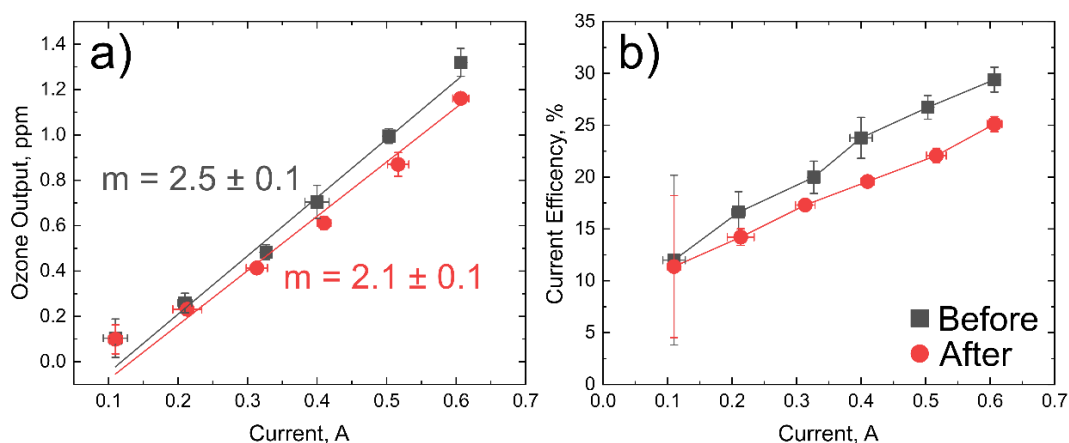 a)
1.4
1.2
1.0
0.8
0.6
0.4
0.2
0.0
Ozone Output, ppm
m = 2.5 ± 0.1
m = 2.1 ± 0.1
0.1 0.2 0.3 0.4 0.5 0.6 0.7
Current, A
b)
35
30
25
20
15
10
5
0
Current Efficency, %
Before
After
0.0 0.1 0.2 0.3 0.4 0.5 0.6 0.7
Current, A